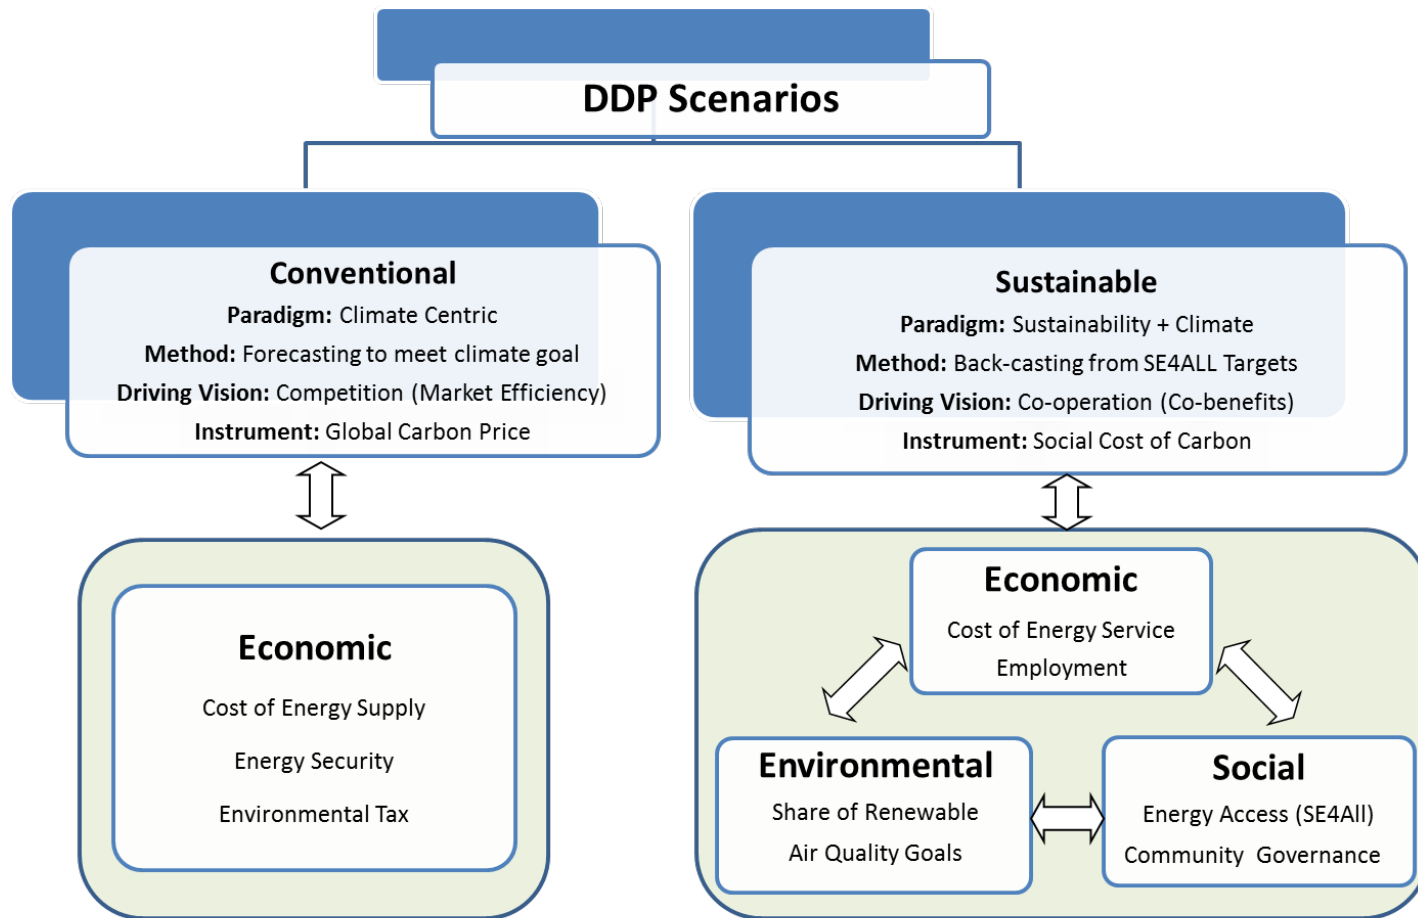 DDP Scenarios
Conventional
Paradigm: Climate Centric
Method: Forecasting to meet climate goal
Driving Vision: Competition (Market Efficiency)
Instrument: Global Carbon Price
Sustainable
Paradigm: Sustainability + Climate
Method: Back-casting from SE4ALL Targets
Driving Vision: Co-operation (Co-benefits)
Instrument: Social Cost of Carbon
Economic
Cost of Energy Supply
Energy Security
Environmental Tax
Economic
Cost of Energy Service
Employment
Environmental
Share of Renewable
Air Quality Goals
Social
Energy Access (SE4All)
Community Governance